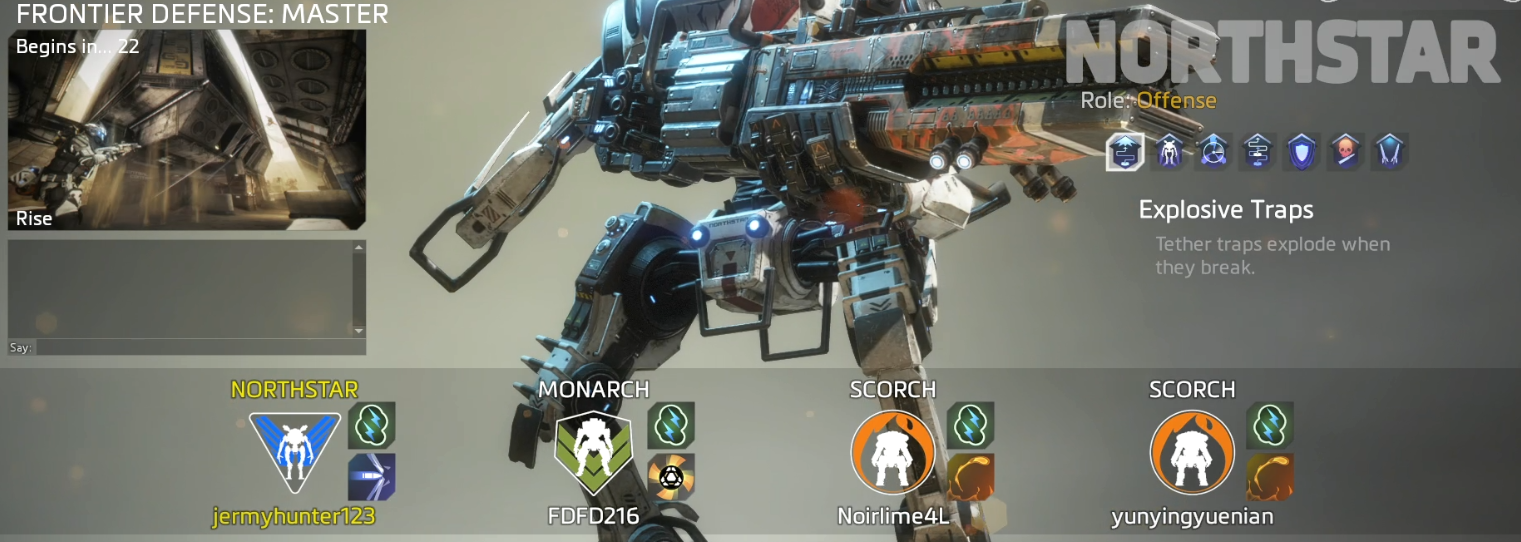 FRONTIER DEFENSE: MASTER
Begins in... 22
Rise
Say:
NORTHSTAR
Role: Offense
Explosive Traps
Tether traps explode when
they break.
NORTHSTAR
NORTHSTAR
jermyhunter123
MONARCH
FDFD216
SCORCH
Noirlime4L
SCORCH
yunyingyuenian